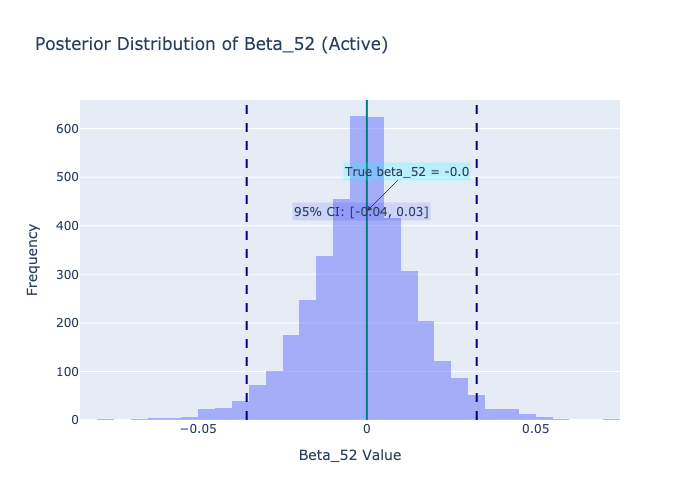 Posterior Distribution of Beta_52 (Active)
600
500
400
300
200
100
0
Frequency
True beta_52 = -0.0
95% CI: [-0.04, 0.03]
−0.05
0
0.05
Beta_52 Value